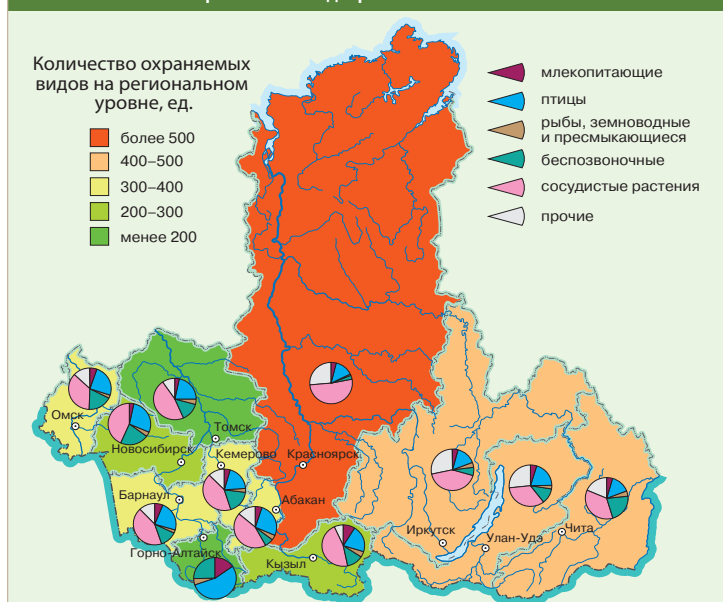 Количество охраняемых
видов на региональном
уровне, ед.
более 500
400–500
300–400
200–300
менее 200
млекопитающие
птицы
рыбы, земноводные
и пресмыкающиеся
беспозвоночные
сосудистые растения
прочие
Омск
Томск
Новосибирск
Кемерово
Красноярск
Барнаул
Абакан
Горно-Алтайск
Кызыл
Иркутск
Улан-Удэ
Чита